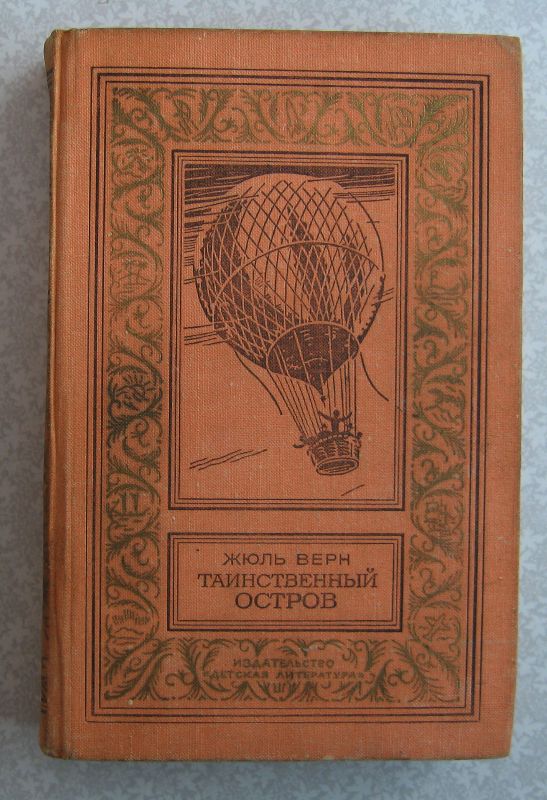 ЖЮЛЬ ВЕРН
ТАИНСТВЕННЫЙ
ОСТРОВ
ИЗДАТЕЛЬСТВО
«ДЕТСКАЯ ЛИТЕРАТУРА»